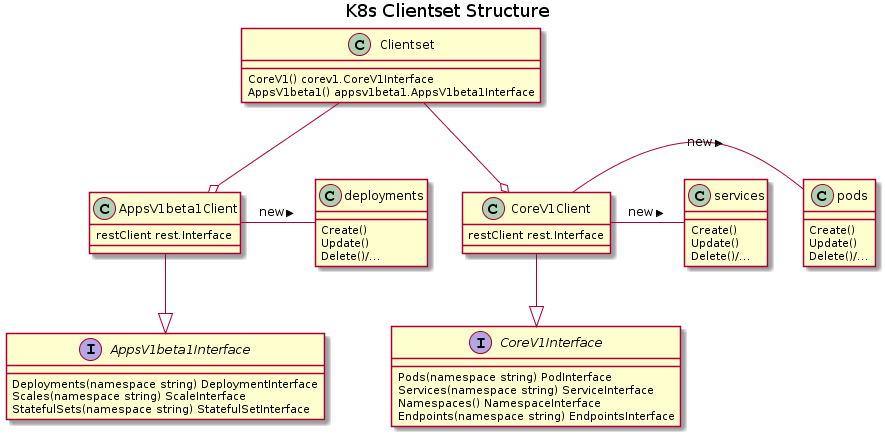 K8s Clientset Structure
C Clientset
CoreV1() corev1.CoreV1Interface
AppsV1beta1() appsv1beta1.AppsV1beta1Interface
new
C AppsV1beta1Client
restClient rest.Interface
new
C deployments
Create()
Update()
Delete()/...
C CoreV1Client
restClient rest.Interface
new
C services
Create()
Update()
Delete()/...
C pods
Create()
Update()
Delete()/...
I AppsV1beta1Interface
Deployments(namespace string) DeploymentInterface
Scales(namespace string) ScaleInterface
StatefulSets(namespace string) StatefulSetInterface
I CoreV1Interface
Pods(namespace string) PodInterface
Services(namespace string) ServiceInterface
Namespaces() NamespaceInterface
Endpoints(namespace string) EndpointsInterface